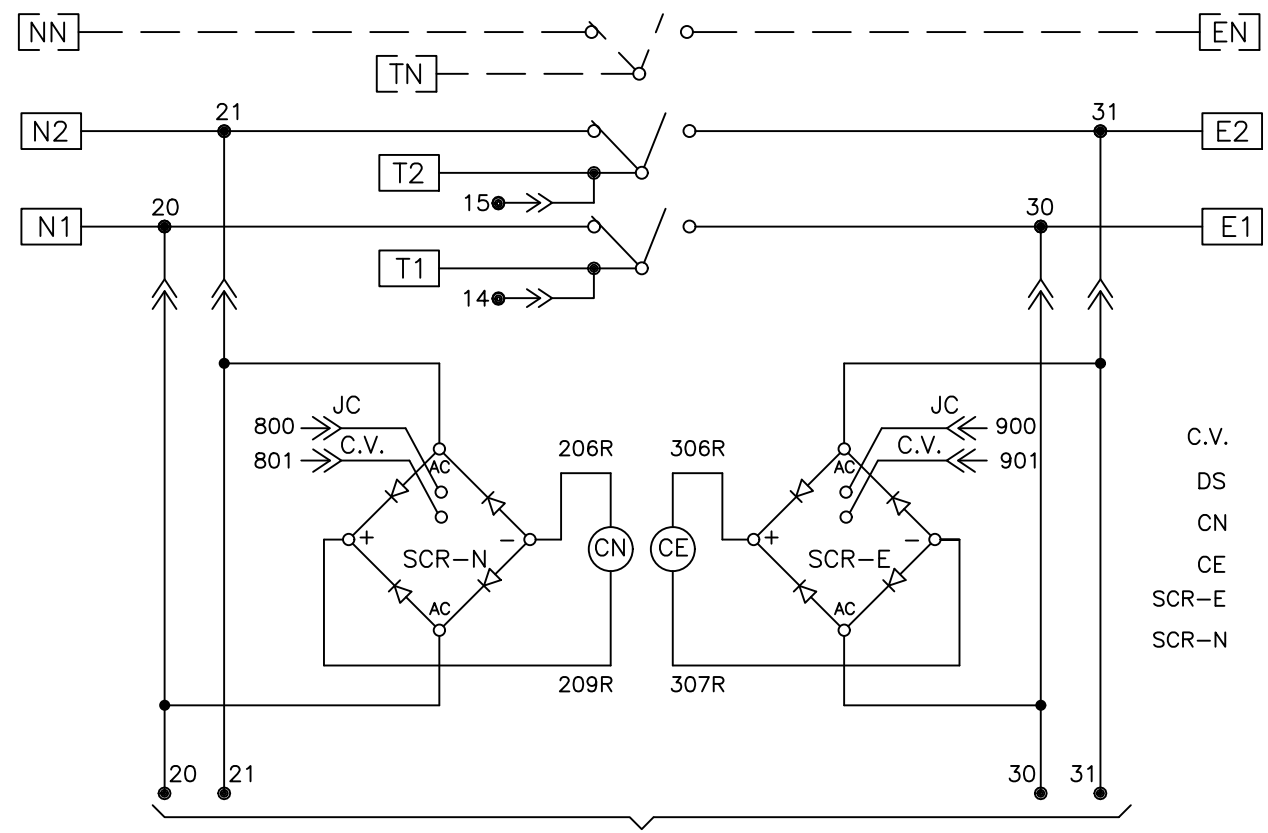 NN
EN
TN
21
31
N2
E2
T2
15
20
30
N1
E1
T1
14
JC
JC
800
900
C.V.
C.V.
801
901
206R
306R
C.V.
AC
AC
DS
CN
+
SCR-N
-
CN
CE
+
SCR-E
-
CE
SCR-E
AC
AC
SCR-N
209R
307R
20
21
30
31